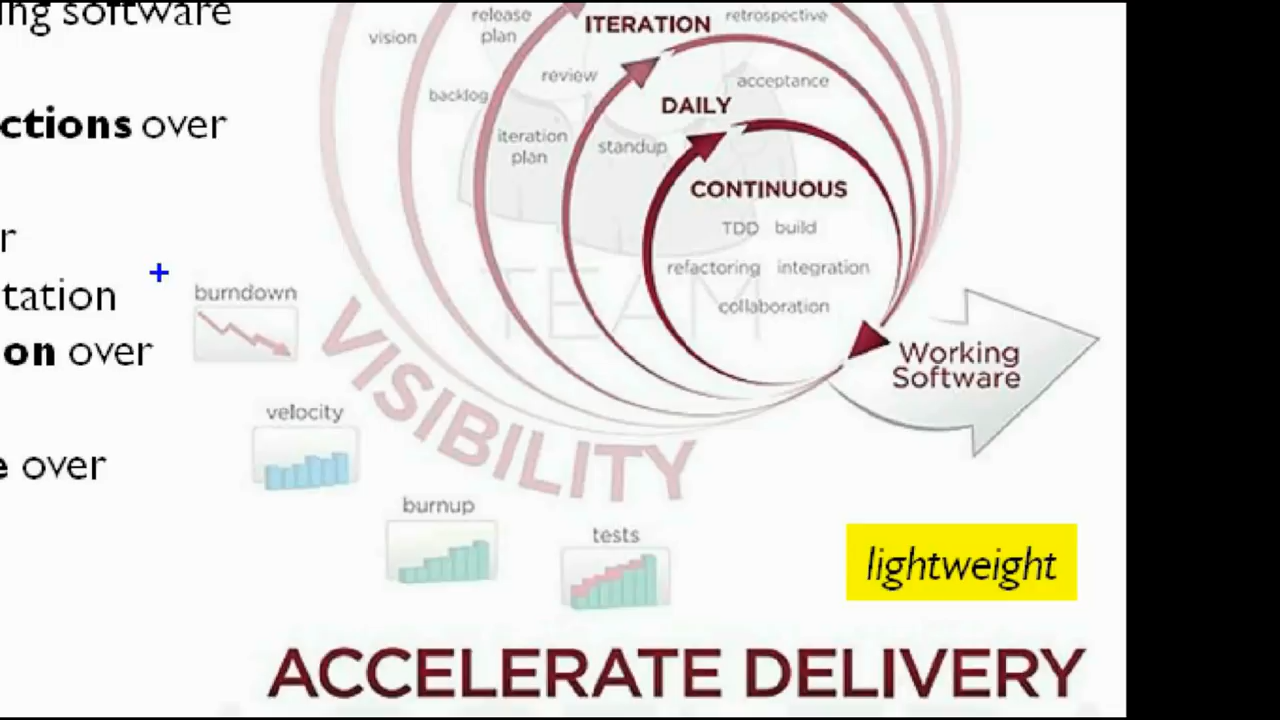 ng software
ctions over
r
tation
on over
e over
release
plan
ITERATION
retrospective
vision
review
acceptance
backlog
DAILY
iteration
plan
standup
CONTINUOUS
TDD build
refactoring integration
collaboration
TEAM
burndown
VISIBILITY
Working
Software
velocity
burnup
tests
lightweight
ACCELERATE DELIVERY